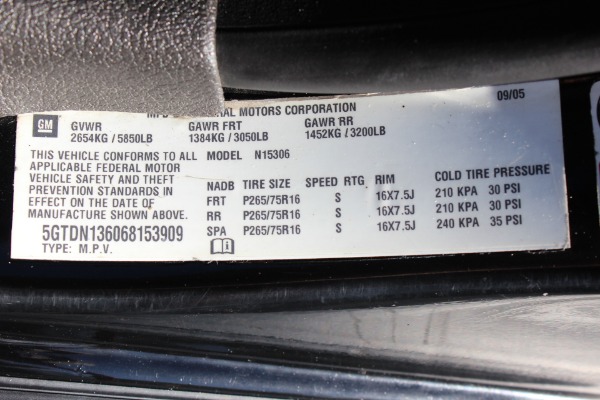 GENERAL MOTORS CORPORATION 09/05
GM GVWR GAWR FRT GAWR RR
2654KG / 5850LB 1384KG / 3050LB 1452KG / 3200LB
THIS VEHICLE CONFORMS TO ALL MODEL N15306
APPLICABLE FEDERAL MOTOR
VEHICLE SAFETY AND THEFT
PREVENTION STANDARDS IN
EFFECT ON THE DATE OF
MANUFACTURE SHOWN ABOVE.
5GTDN136068153909
TYPE: M.P.V.
NADB TIRE SIZE SPEED RTG RIM COLD TIRE PRESSURE
FRT P265/75R16 S 16X7.5J 210 KPA 30 PSI
RR P265/75R16 S 16X7.5J 210 KPA 30 PSI
SPA P265/75R16 S 16X7.5J 240 KPA 35 PSI